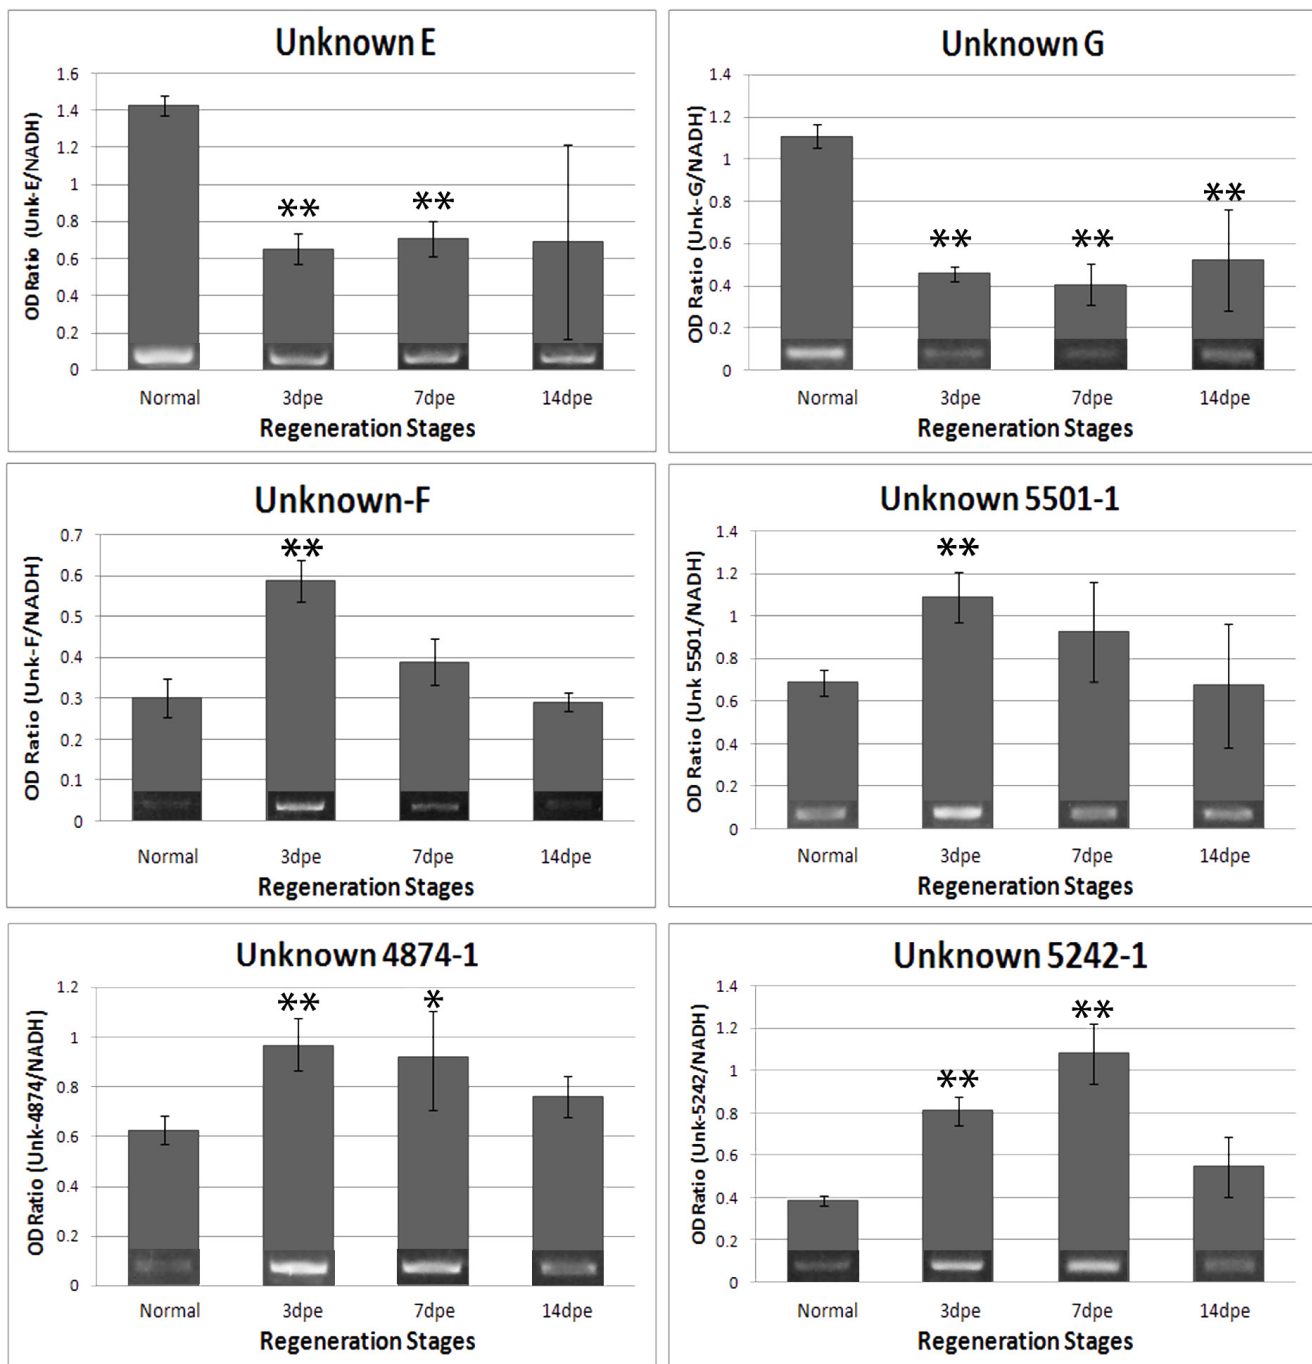 Unknown E
OD Ratio (Unk-E/NADH)
1.6
1.4
1.2
1
0.8
0.6
0.4
0.2
0
**
**
Normal 3dpe 7dpe 14dpe
Regeneration Stages
Unknown G
OD Ratio (Unk-G/NADH)
1.4
1.2
1
0.8
0.6
0.4
0.2
0
**
**
**
Normal 3dpe 7dpe 14dpe
Regeneration Stages
Unknown-F
OD Ratio (Unk-F/NADH)
0.7
0.6
0.5
0.4
0.3
0.2
0.1
0
**
Normal 3dpe 7dpe 14dpe
Regeneration Stages
Unknown 5501-1
OD Ratio (Unk 5501/NADH)
1.4
1.2
1
0.8
0.6
0.4
0.2
0
**
Normal 3dpe 7dpe 14dpe
Regeneration Stages
Unknown 4874-1
OD Ratio (Unk-4874/NADH)
1.2
1
0.8
0.6
0.4
0.2
0
**
*
Normal 3dpe 7dpe 14dpe
Regeneration Stages
Unknown 5242-1
OD Ratio (Unk-5242/NADH)
1.4
1.2
1
0.8
0.6
0.4
0.2
0
**
**
Normal 3dpe 7dpe 14dpe
Regeneration Stages